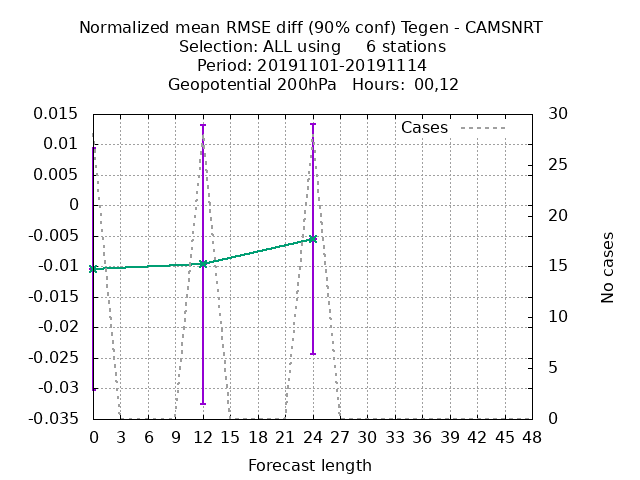 Normalized mean RMSE diff (90% conf) Tegen - CAMSNRT
Selection: ALL using 6 stations
Period: 20191101-20191114
Geopotential 200hPa Hours: 00,12
Cases
0.015
0.01
0.005
0
-0.005
-0.01
-0.015
-0.02
-0.025
-0.03
-0.035
30
25
20
15
10
5
0
No cases
0 3 6 9 12 15 18 21 24 27 30 33 36 39 42 45 48
Forecast length